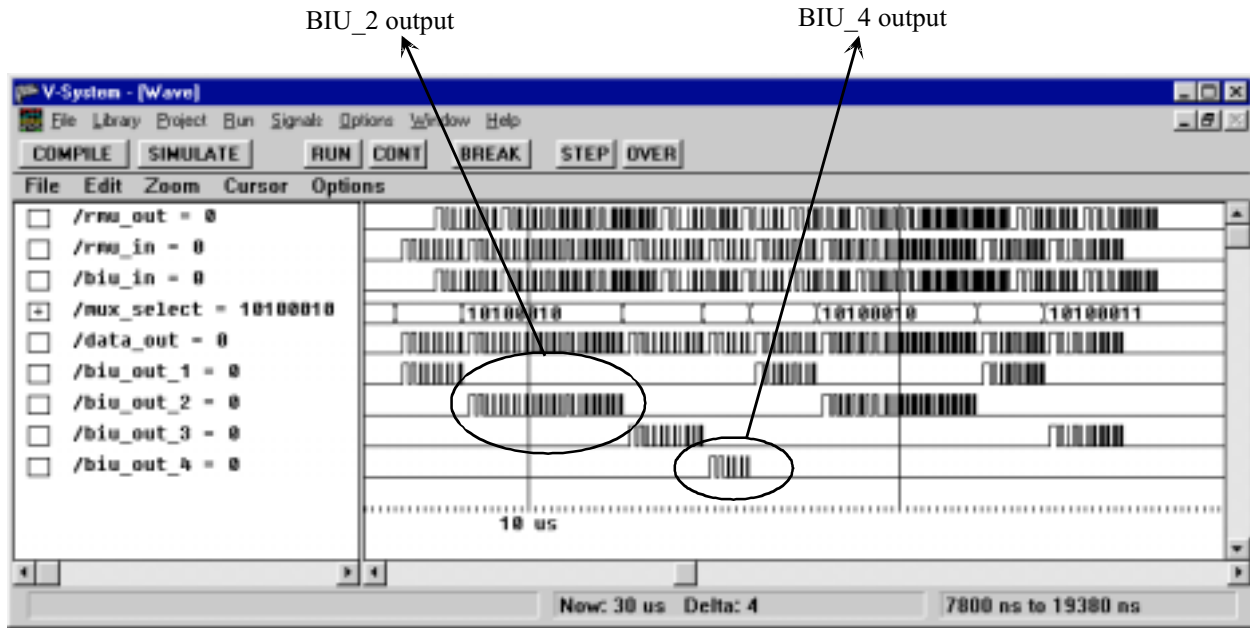 BIU_2 output
BIU_4 output
V-System - [Wave]
File Library Project Run Signals Options Window Help
COMPILE SIMULATE RUN CONT BREAK STEP OVER
File Edit Zoom Cursor Options
/rmu_out = 0
/rmu_in = 0
/biu_in = 0
/mux_select = 10100010 10100010 10100010 10100011
/data_out = 0
/biu_out_1 = 0
/biu_out_2 = 0
/biu_out_3 = 0
/biu_out_4 = 0
10 us
Now: 30 us Delta: 4 7800 ns to 19380 ns